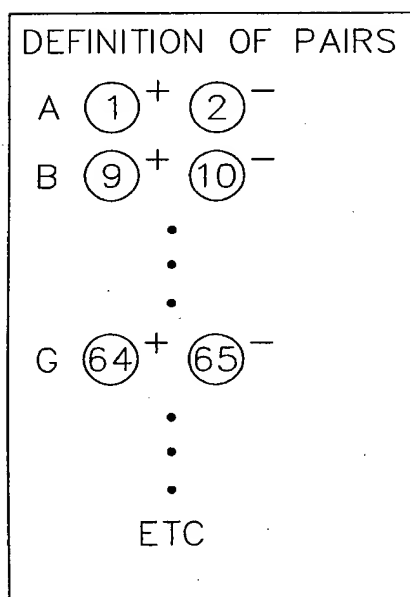 DEFINITION OF PAIRS
A 1 + 2 −
B 9 + 10 −
G 64 + 65 −
ETC